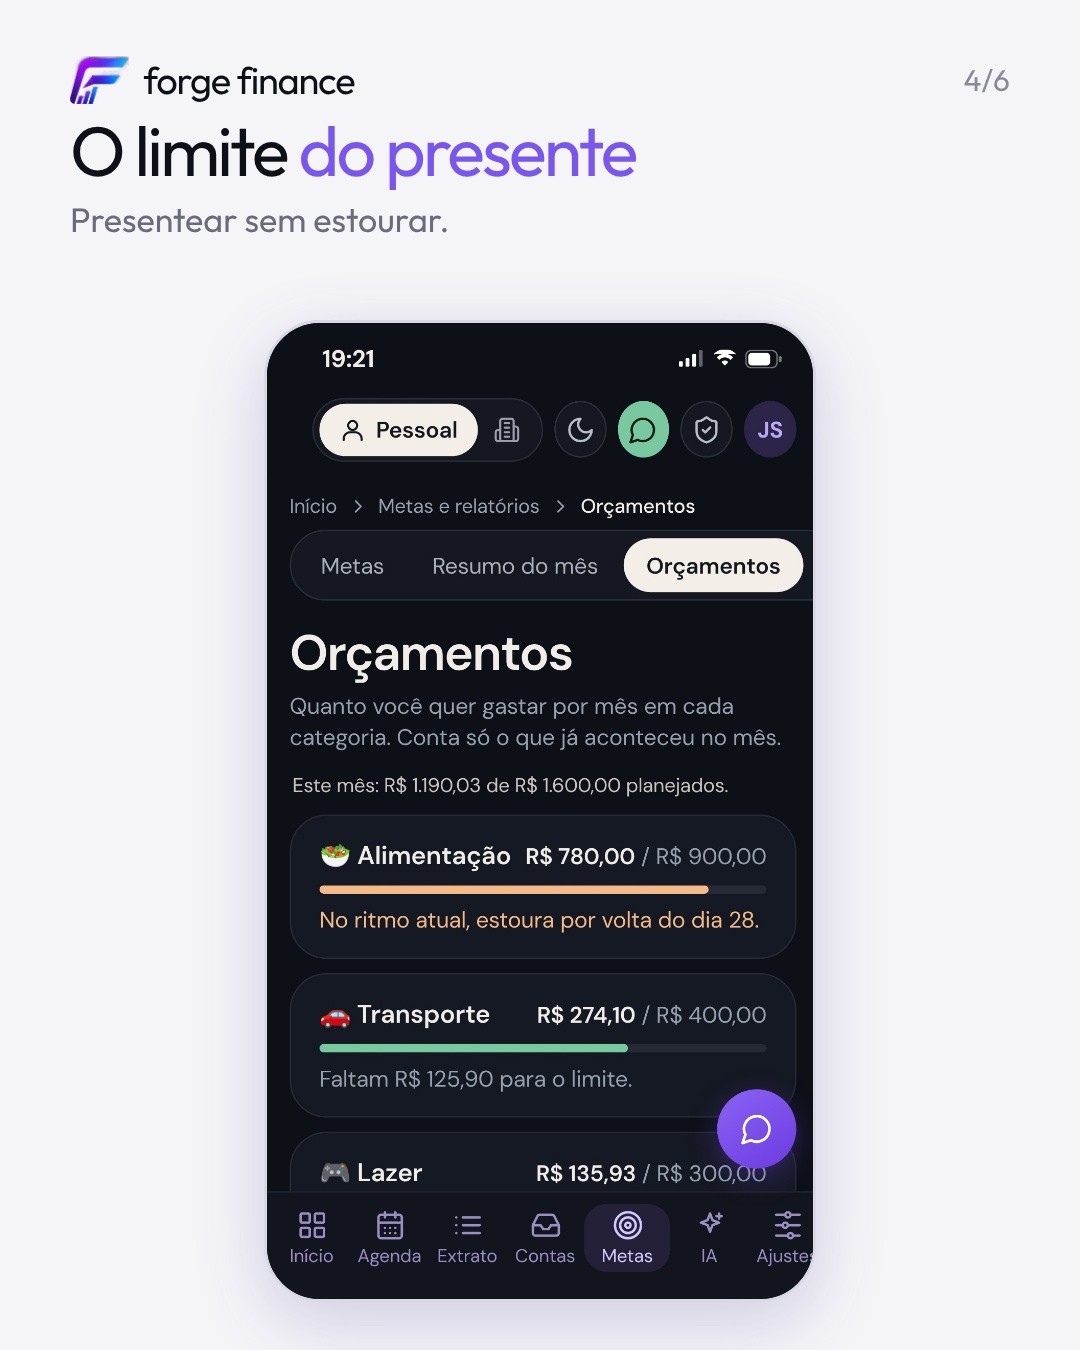 forge finance
4/6
O limite do presente
Presentear sem estourar.
19:21
Pessoal
JS
Início > Metas e relatórios > Orçamentos
Metas Resumo do mês Orçamentos
Orçamentos
Quanto você quer gastar por mês em cada
categoria. Conta só o que já aconteceu no mês.
Este mês: R$ 1.190,03 de R$ 1.600,00 planejados.
Alimentação R$ 780,00 / R$ 900,00
No ritmo atual, estoura por volta do dia 28.
Transporte R$ 274,10 / R$ 400,00
Faltam R$ 125,90 para o limite.
Lazer R$ 135,93 / R$ 300,00
Início Agenda Extrato Contas Metas IA Ajustes